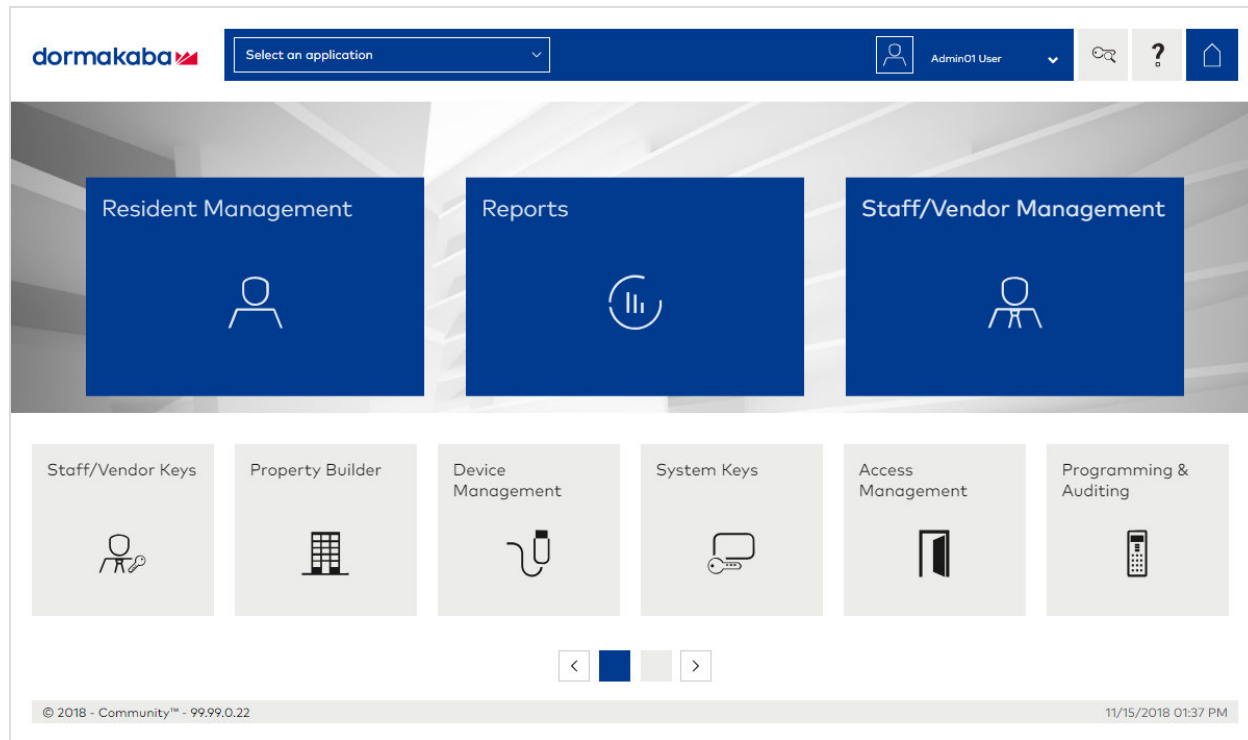 dormakaba
Select an application
Admin01 User
?
Resident Management
Reports
Staff/Vendor Management
Staff/Vendor Keys
Property Builder
Device
Management
System Keys
Access
Management
Programming &
Auditing
© 2018 - Community™ - 99.99.0.22
11/15/2018 01:37 PM